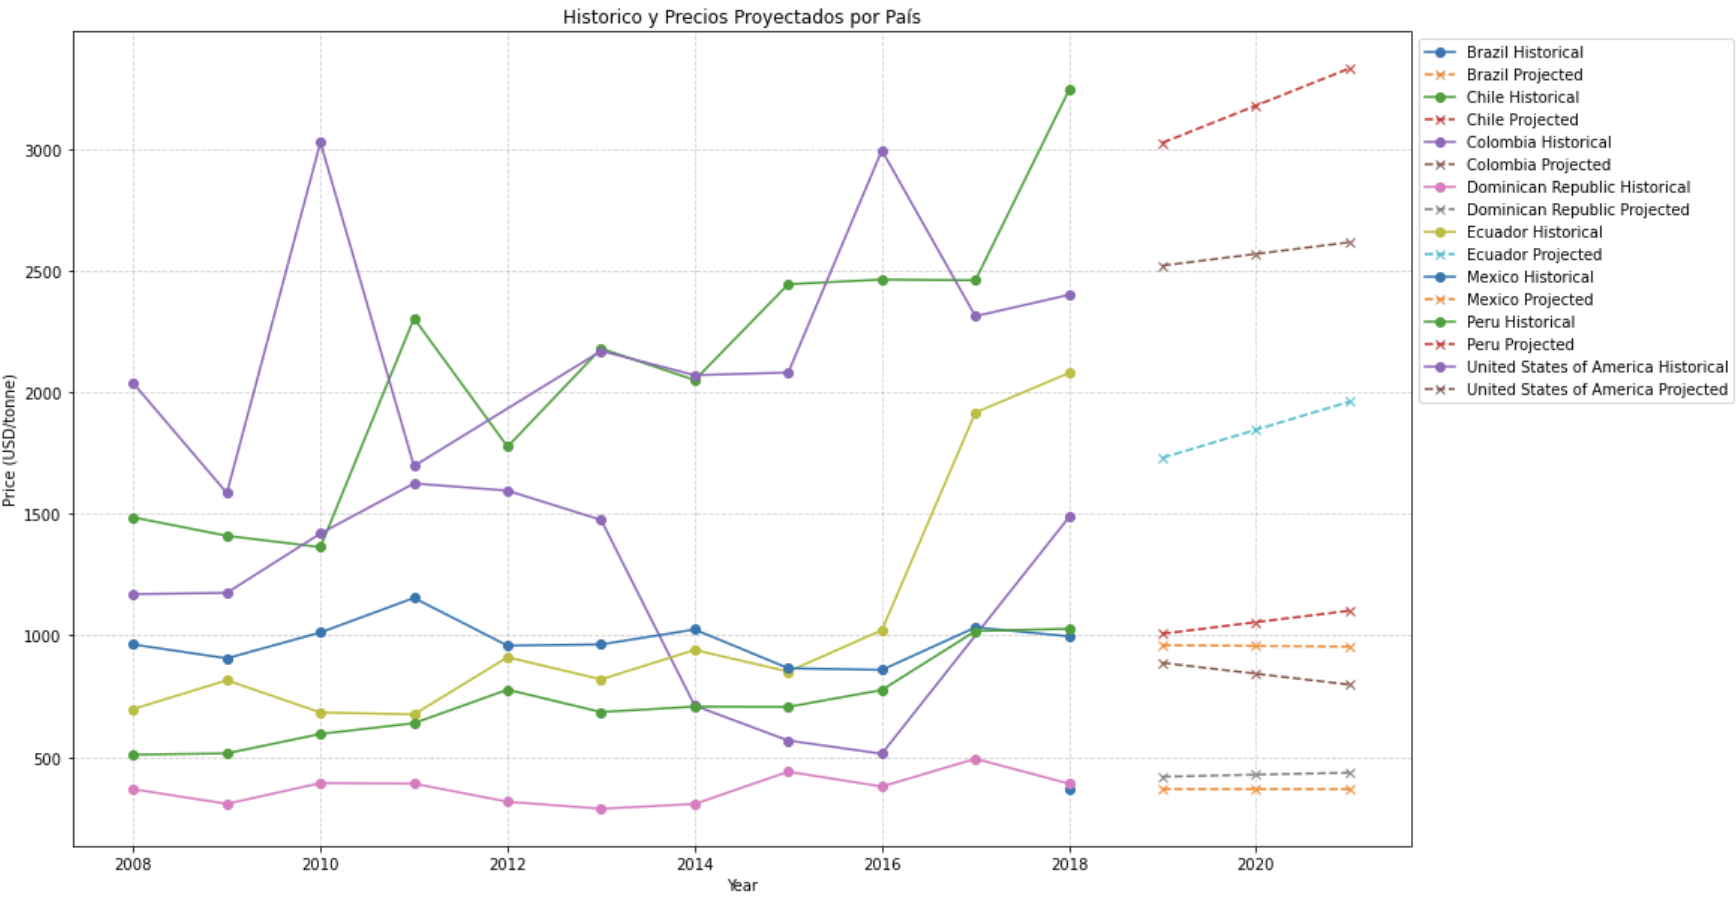 Historico y Precios Proyectados por País
Price (USD/tonne)
3000
2500
2000
1500
1000
500
2008
2010
2012
2014
2016
2018
2020
Year
Brazil Historical
Brazil Projected
Chile Historical
Chile Projected
Colombia Historical
Colombia Projected
Dominican Republic Historical
Dominican Republic Projected
Ecuador Historical
Ecuador Projected
Mexico Historical
Mexico Projected
Peru Historical
Peru Projected
United States of America Historical
United States of America Projected